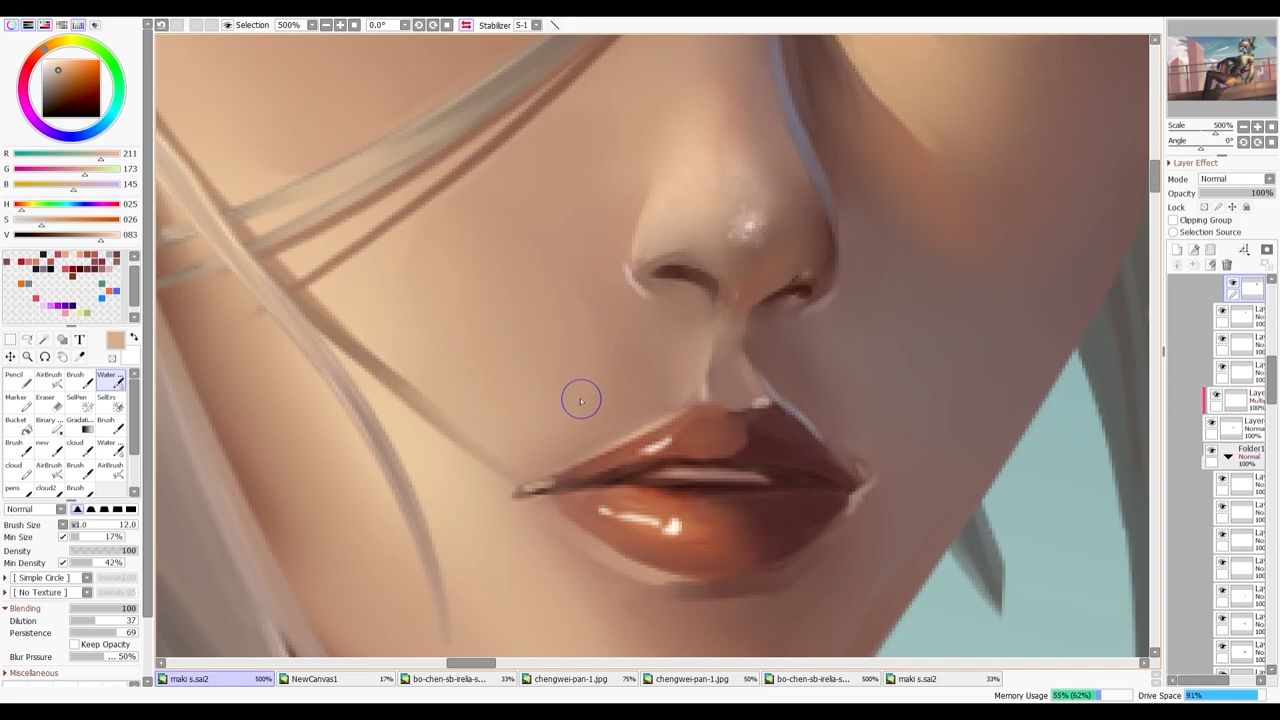 Selection 500% 0.0° Stabilizer S-1
R 211
G 173
B 145
H 025
S 026
V 083
T
Pencil AirBrush Brush Water ...
Marker Eraser SelPen SelErs
Bucket Binary ... Gradati... Brush
Brush new cloud Water ...
cloud AirBrush Brush AirBrush
pens cloud2 Brush
Normal
Brush Size x1.0 12.0
Min Size 17%
Density 100
Min Density 42%
[ Simple Circle ]
[ No Texture ]
Blending 100
Dilution 37
Persistence 69
Keep Opacity
Blur Prssure ... 50%
Miscellaneous
maki s.sai2 500% NewCanvas1 17% bo-chen-sb-irelia-s... 33% chengwei-pan-1.jpg 75% chengwei-pan-1.jpg 50% bo-chen-sb-irelia-s... 500% maki s.sai2 33%
Memory Usage 55% (62%) Drive Space 91%
Scale 500%
Angle 0°
Layer Effect
Mode Normal
Opacity 100%
Lock
Clipping Group
Selection Source
Folder1
Normal
100%